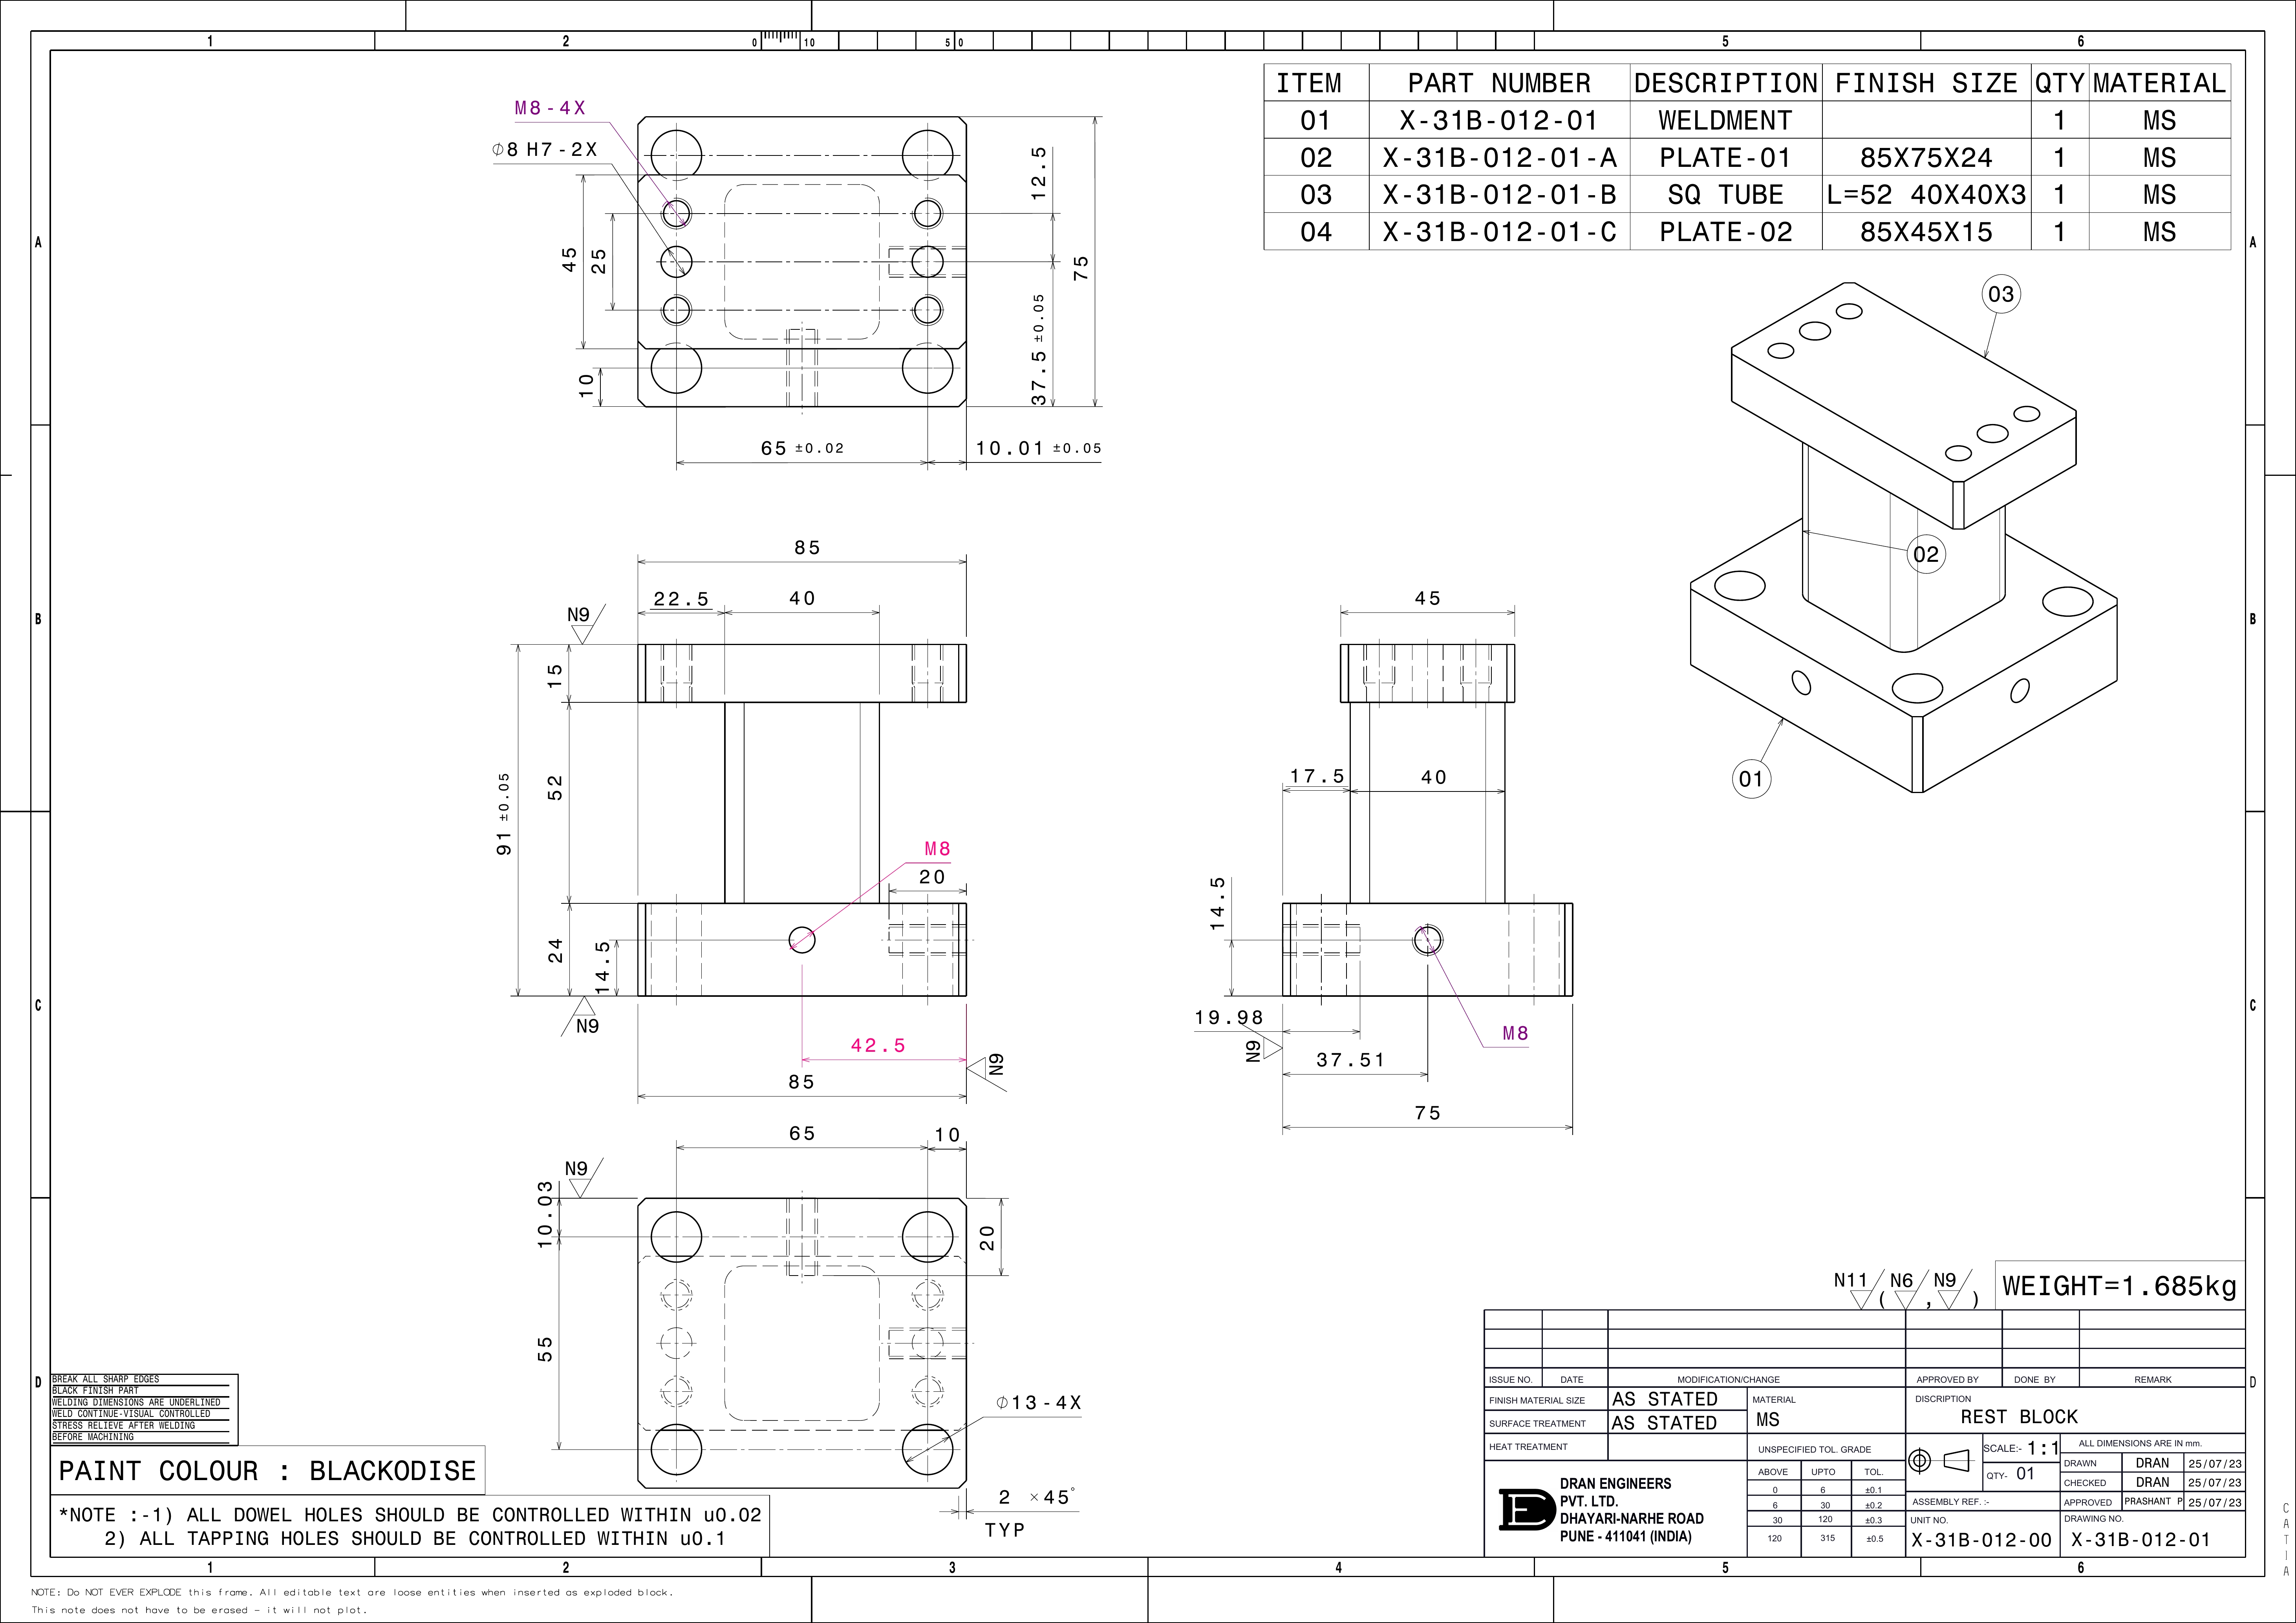 1 2 0 10 50 5 6
ITEM PART NUMBER DESCRIPTION FINISH SIZE QTY MATERIAL
01 X-31B-012-01 WELDMENT 1 MS
02 X-31B-012-01-A PLATE-01 85X75X24 1 MS
03 X-31B-012-01-B SQ TUBE L=52 40X40X3 1 MS
04 X-31B-012-01-C PLATE-02 85X45X15 1 MS
M8-4X
⌀8 H7-2X
12.5
45
25
75
10
37.5 ±0.05
65 ±0.02
10.01 ±0.05
A
A
03
02
01
85
22.5
40
N9
15
52
91 ±0.05
M8
20
24
14.5
N9
42.5
N9
85
45
17.5
40
14.5
19.98
N9
37.51
M8
75
B
B
C
C
65
10
N9
10.03
20
55
⌀13-4X
2 ×45°
TYP
D
D
BREAK ALL SHARP EDGES
BLACK FINISH PART
WELDING DIMENSIONS ARE UNDERLINED
WELD CONTINUE-VISUAL CONTROLLED
STRESS RELIEVE AFTER WELDING
BEFORE MACHINING
PAINT COLOUR : BLACKODISE
*NOTE :-1) ALL DOWEL HOLES SHOULD BE CONTROLLED WITHIN u0.02
2) ALL TAPPING HOLES SHOULD BE CONTROLLED WITHIN u0.1
N11 ( N6 , N9 )
WEIGHT=1.685kg
ISSUE NO. DATE MODIFICATION/CHANGE APPROVED BY DONE BY REMARK
FINISH MATERIAL SIZE AS STATED
SURFACE TREATMENT AS STATED
HEAT TREATMENT
MATERIAL
MS
DISCRIPTION
REST BLOCK
UNSPECIFIED TOL. GRADE
ABOVE UPTO TOL.
0 6 ±0.1
6 30 ±0.2
30 120 ±0.3
120 315 ±0.5
SCALE:- 1:1
QTY- 01
ALL DIMENSIONS ARE IN mm.
DRAWN DRAN 25/07/23
CHECKED DRAN 25/07/23
APPROVED PRASHANT P 25/07/23
ASSEMBLY REF. :-
UNIT NO.
X-31B-012-00
DRAWING NO.
X-31B-012-01
DRAN ENGINEERS
PVT. LTD.
DHAYARI-NARHE ROAD
PUNE - 411041 (INDIA)
1 2 3 4 5 6
CATIA
NOTE: Do NOT EVER EXPLODE this frame. All editable text are loose entities when inserted as exploded block.
This note does not have to be erased - it will not plot.